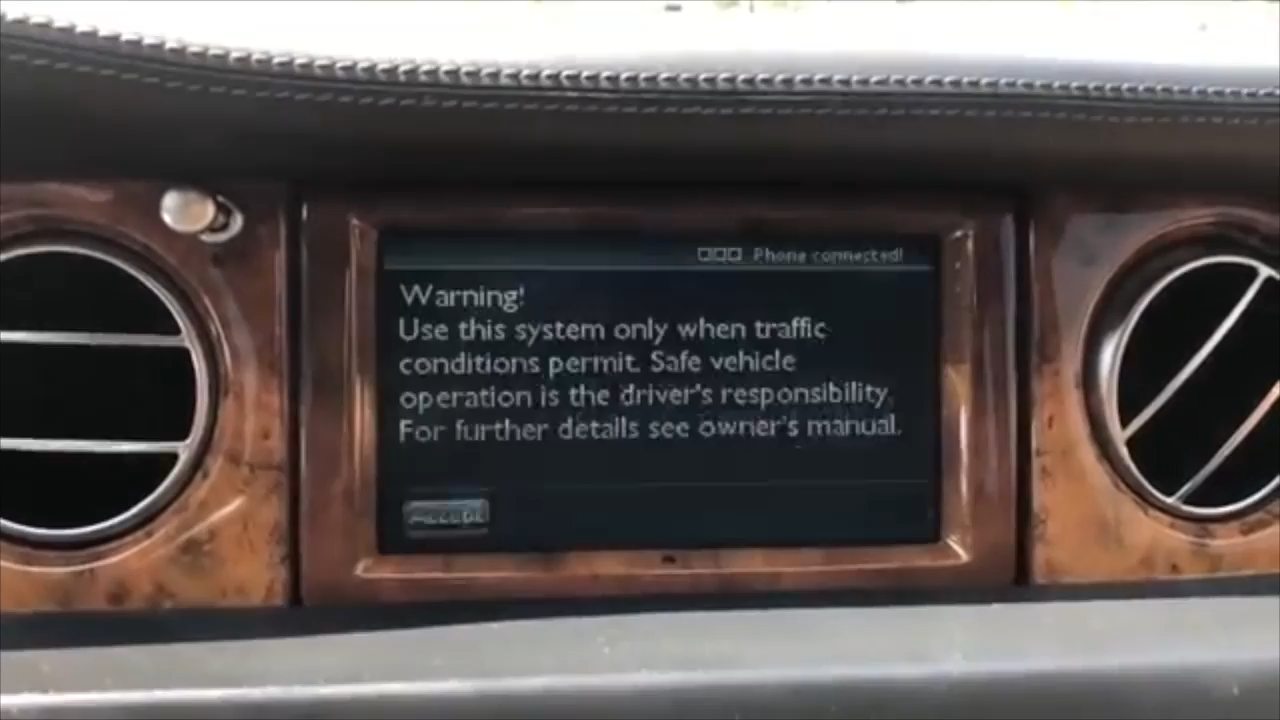 Phone connected!
Warning!
Use this system only when traffic
conditions permit. Safe vehicle
operation is the driver's responsibility.
For further details see owner's manual.
Accept